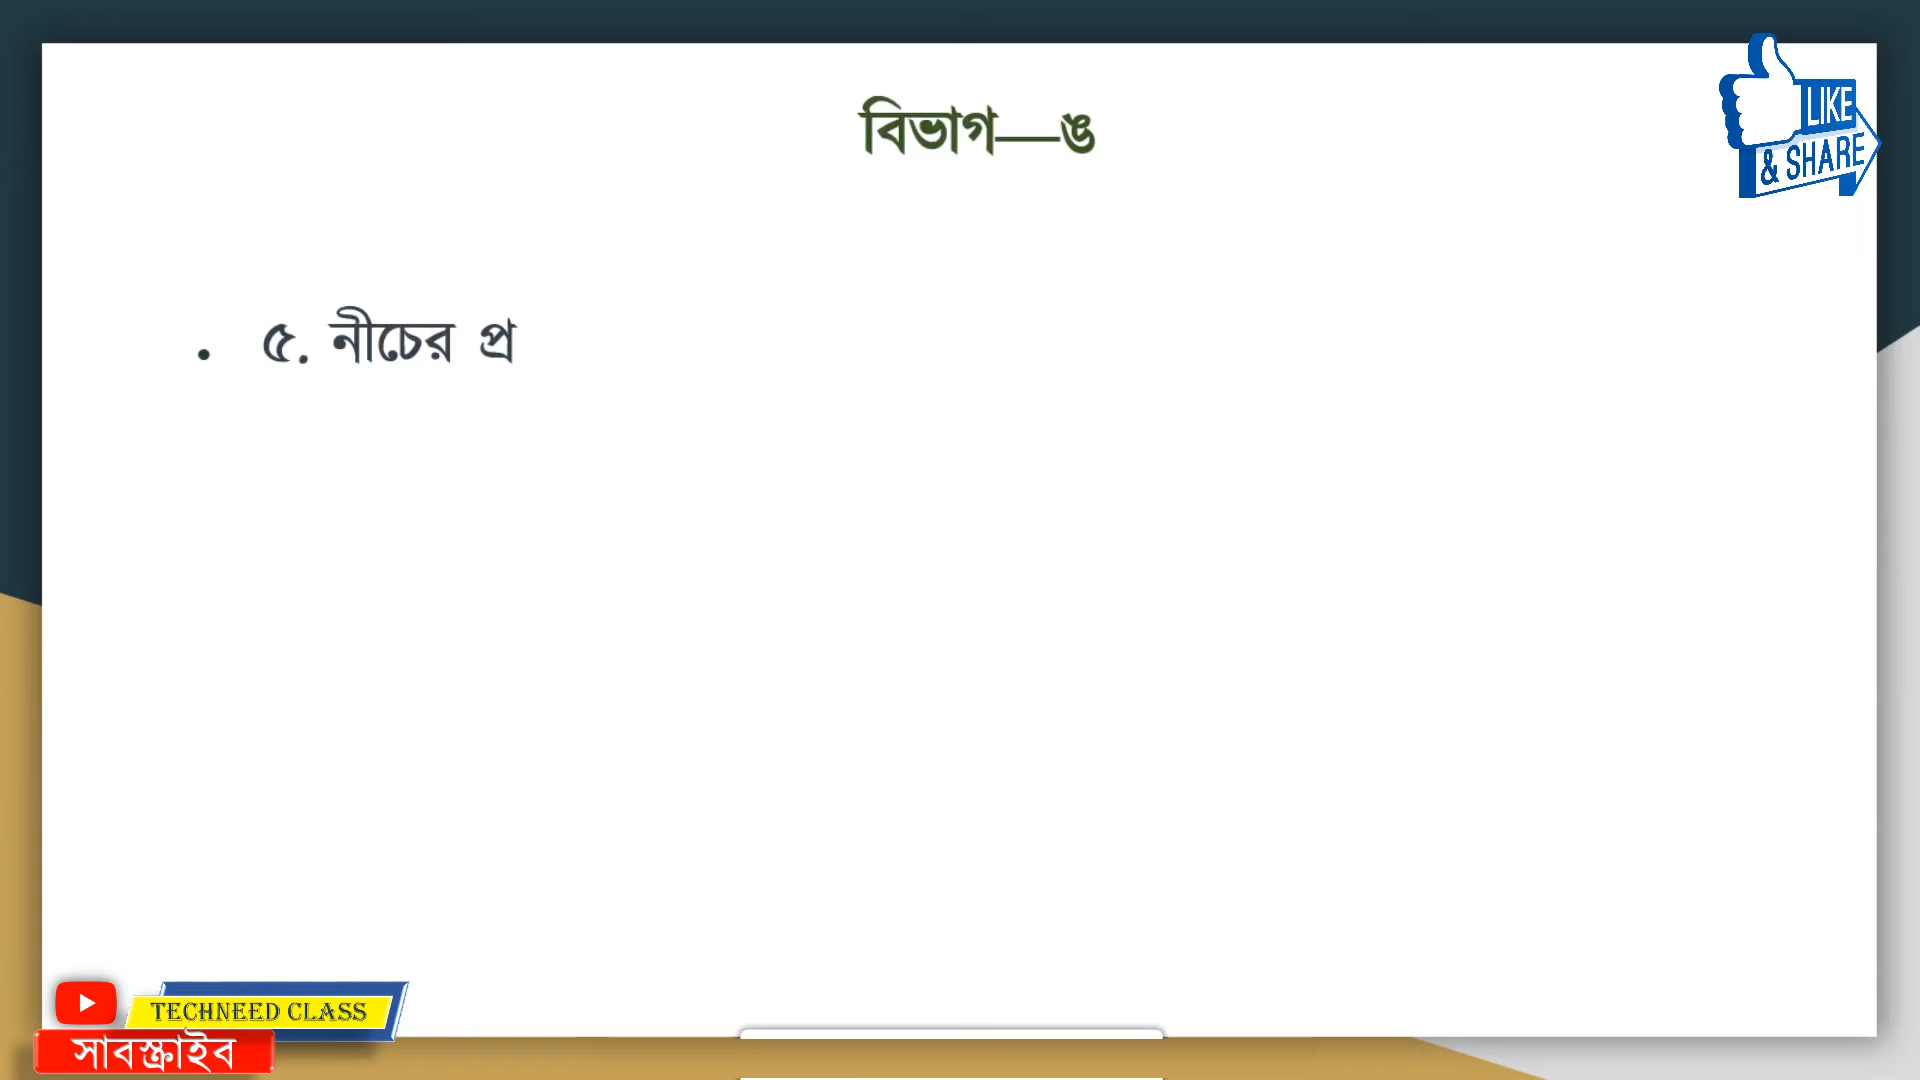 বিভাগ—ঙ
LIKE
& SHARE
• ৫. নীচের প্র
TECHNEED CLASS
সাবস্ক্রাইব